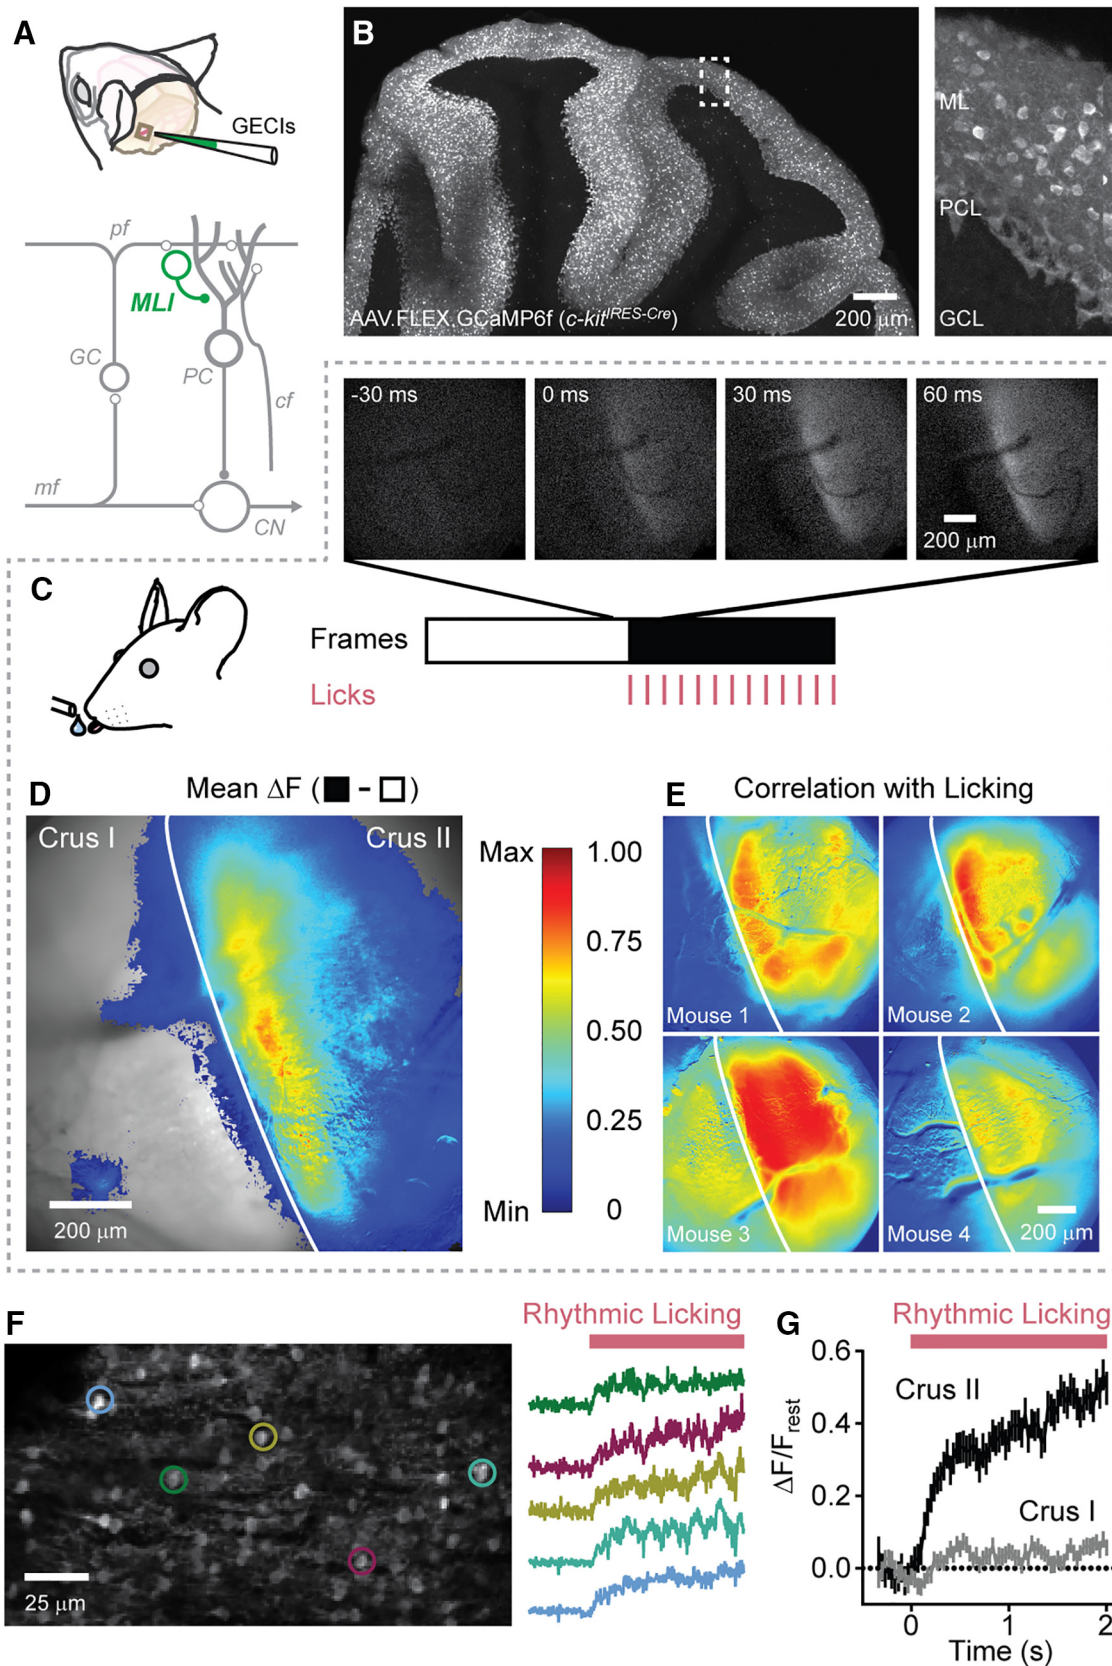 A
GECIs
pf
MLI
GC
PC
cf
mf
CN
B
AAV.FLEX.GCaMP6f (c-kit^IRES-Cre)
200 µm
ML
PCL
GCL
-30 ms
0 ms
30 ms
60 ms
200 µm
C
Frames
Licks
D
Mean ΔF (■ - □)
Crus I
Crus II
200 µm
Max
Min
1.00
0.75
0.50
0.25
0
E
Correlation with Licking
Mouse 1
Mouse 2
Mouse 3
Mouse 4
200 µm
F
25 µm
Rhythmic Licking
G
Rhythmic Licking
0.6
0.4
0.2
0.0
ΔF/Frest
Crus II
Crus I
0
1
2
Time (s)